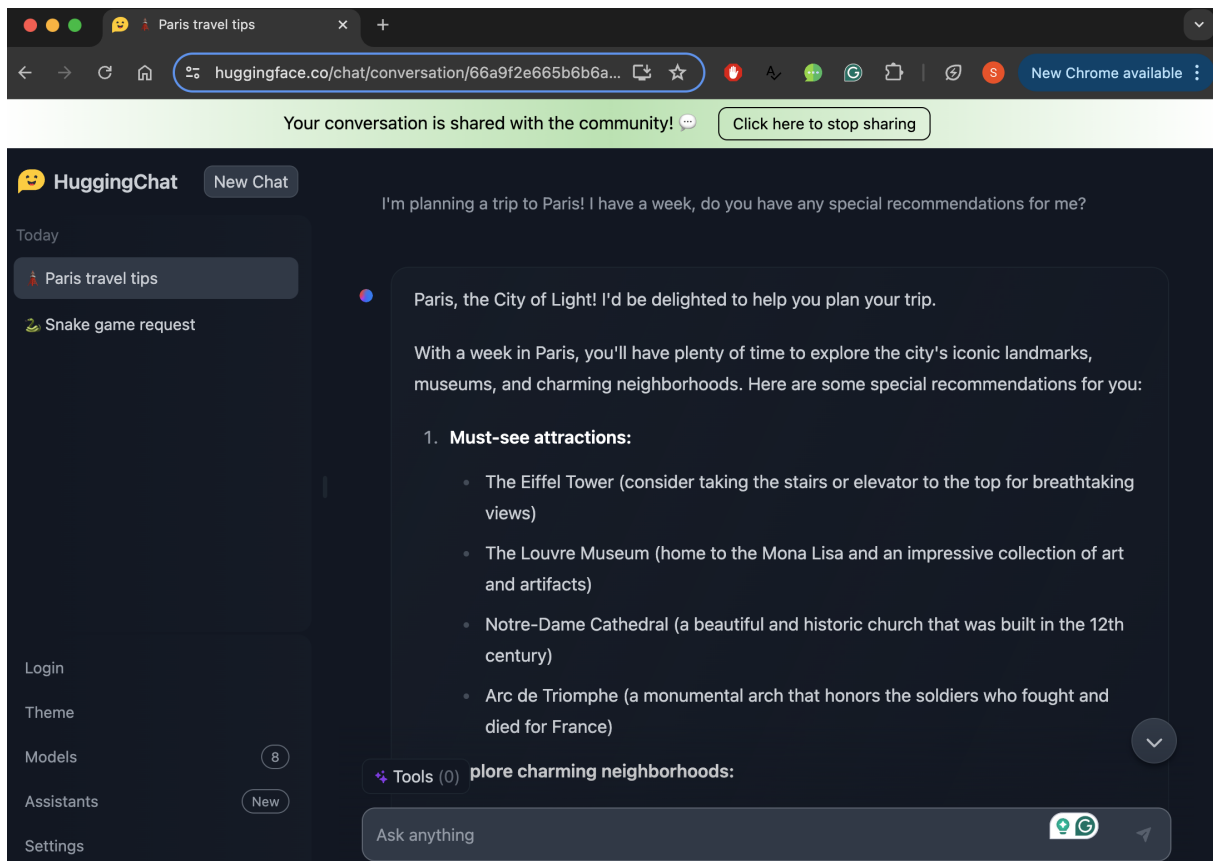 Paris travel tips
huggingface.co/chat/conversation/66a9f2e665b6b6a...
S
New Chrome available
Your conversation is shared with the community!
Click here to stop sharing
HuggingChat
New Chat
Today
Paris travel tips
Snake game request
Login
Theme
Models
8
Assistants
New
Settings
I'm planning a trip to Paris! I have a week, do you have any special recommendations for me?
Paris, the City of Light! I'd be delighted to help you plan your trip.
With a week in Paris, you'll have plenty of time to explore the city's iconic landmarks,
museums, and charming neighborhoods. Here are some special recommendations for you:
1. Must-see attractions:
• The Eiffel Tower (consider taking the stairs or elevator to the top for breathtaking
views)
• The Louvre Museum (home to the Mona Lisa and an impressive collection of art
and artifacts)
• Notre-Dame Cathedral (a beautiful and historic church that was built in the 12th
century)
• Arc de Triomphe (a monumental arch that honors the soldiers who fought and
died for France)
Tools (0) plore charming neighborhoods:
Ask anything